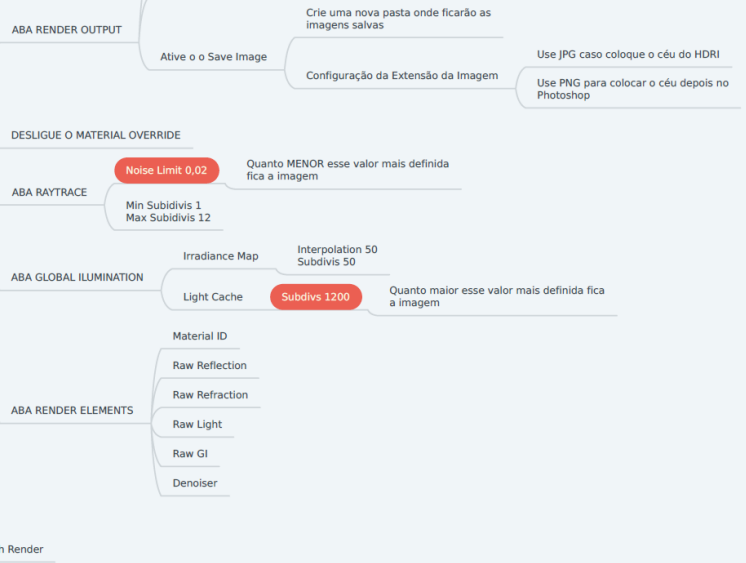 ABA RENDER OUTPUT
Ative o o Save Image
Crie uma nova pasta onde ficarão as
imagens salvas
Configuração da Extensão da Imagem
Use JPG caso coloque o céu do HDRI
Use PNG para colocar o céu depois no
Photoshop
DESLIGUE O MATERIAL OVERRIDE
ABA RAYTRACE
Noise Limit 0,02
Quanto MENOR esse valor mais definida
fica a imagem
Min Subidivis 1
Max Subidivis 12
ABA GLOBAL ILUMINATION
Irradiance Map
Interpolation 50
Subdivis 50
Light Cache
Subdivs 1200
Quanto maior esse valor mais definida fica
a imagem
ABA RENDER ELEMENTS
Material ID
Raw Reflection
Raw Refraction
Raw Light
Raw GI
Denoiser
Render